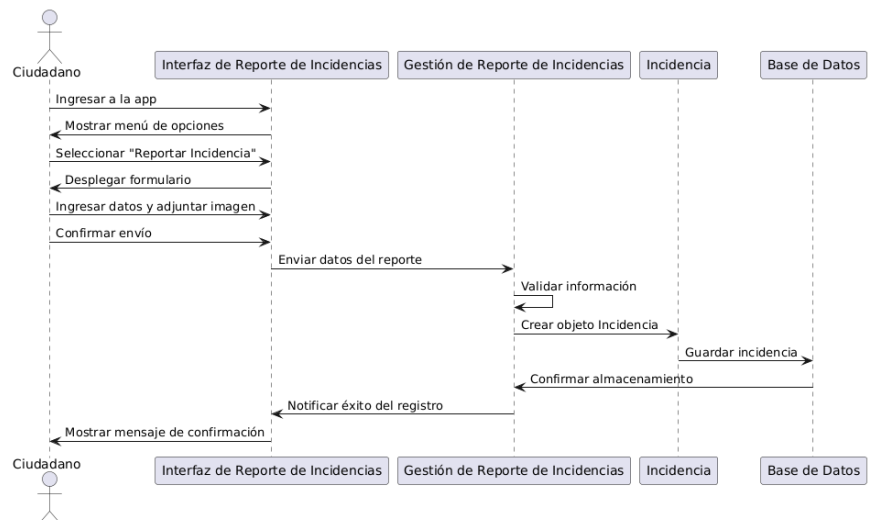 Ciudadano
Interfaz de Reporte de Incidencias
Gestión de Reporte de Incidencias
Incidencia
Base de Datos
Ingresar a la app
Mostrar menú de opciones
Seleccionar "Reportar Incidencia"
Desplegar formulario
Ingresar datos y adjuntar imagen
Confirmar envío
Enviar datos del reporte
Validar información
Crear objeto Incidencia
Guardar incidencia
Confirmar almacenamiento
Notificar éxito del registro
Mostrar mensaje de confirmación
Ciudadano
Interfaz de Reporte de Incidencias
Gestión de Reporte de Incidencias
Incidencia
Base de Datos